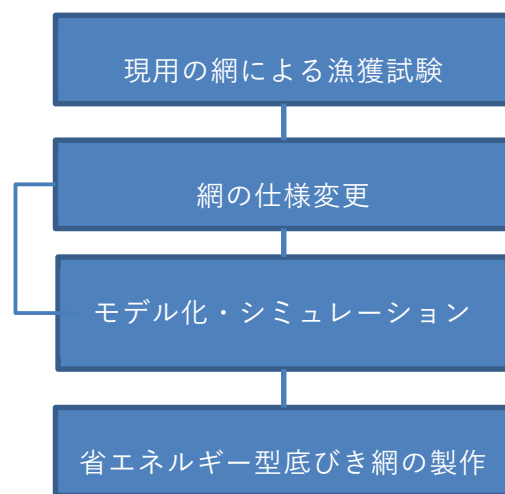 現用の網による漁獲試験
網の仕様変更
モデル化・シミュレーション
省エネルギー型底びき網の製作